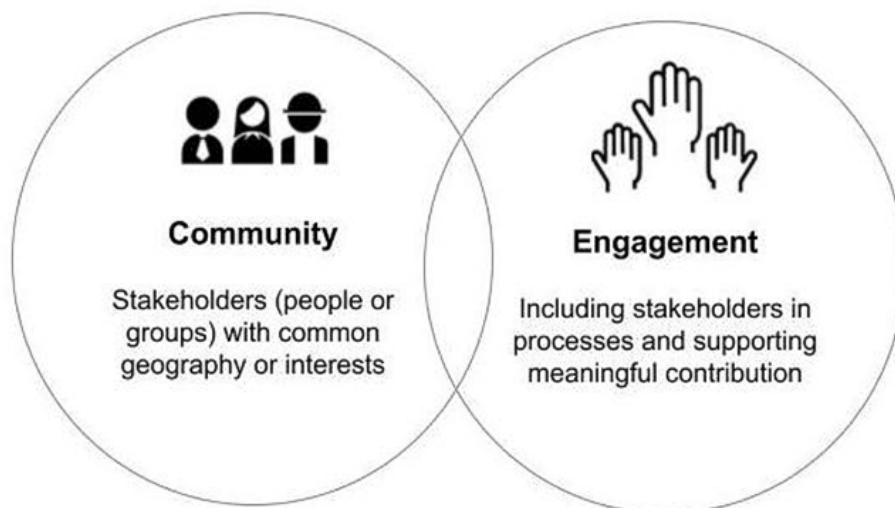 Community
Stakeholders (people or
groups) with common
geography or interests
Engagement
Including stakeholders in
processes and supporting
meaningful contribution